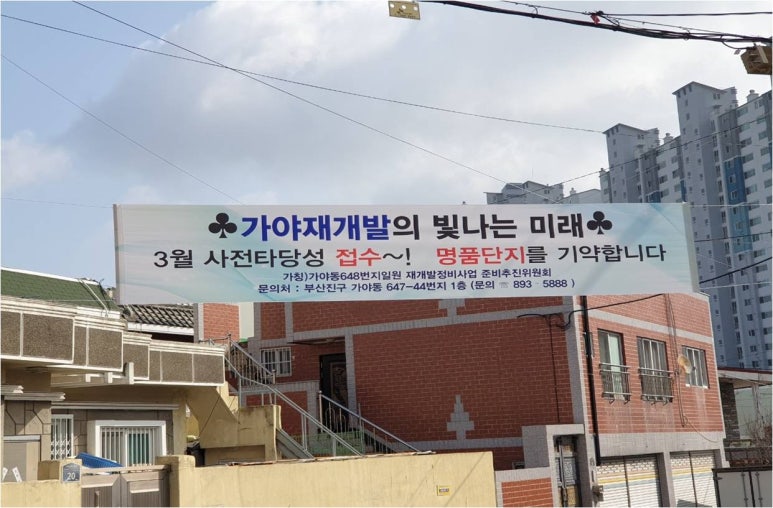 ♣가야재개발의 빛나는 미래♣
3월 사전타당성 접수~! 명품단지를 기약합니다
가칭)가야동648번지일원 재개발정비사업 준비추진위원회
문의처 : 부산진구 가야동 647-44번지 1층 (문의 ☏ 893-5888 )
20